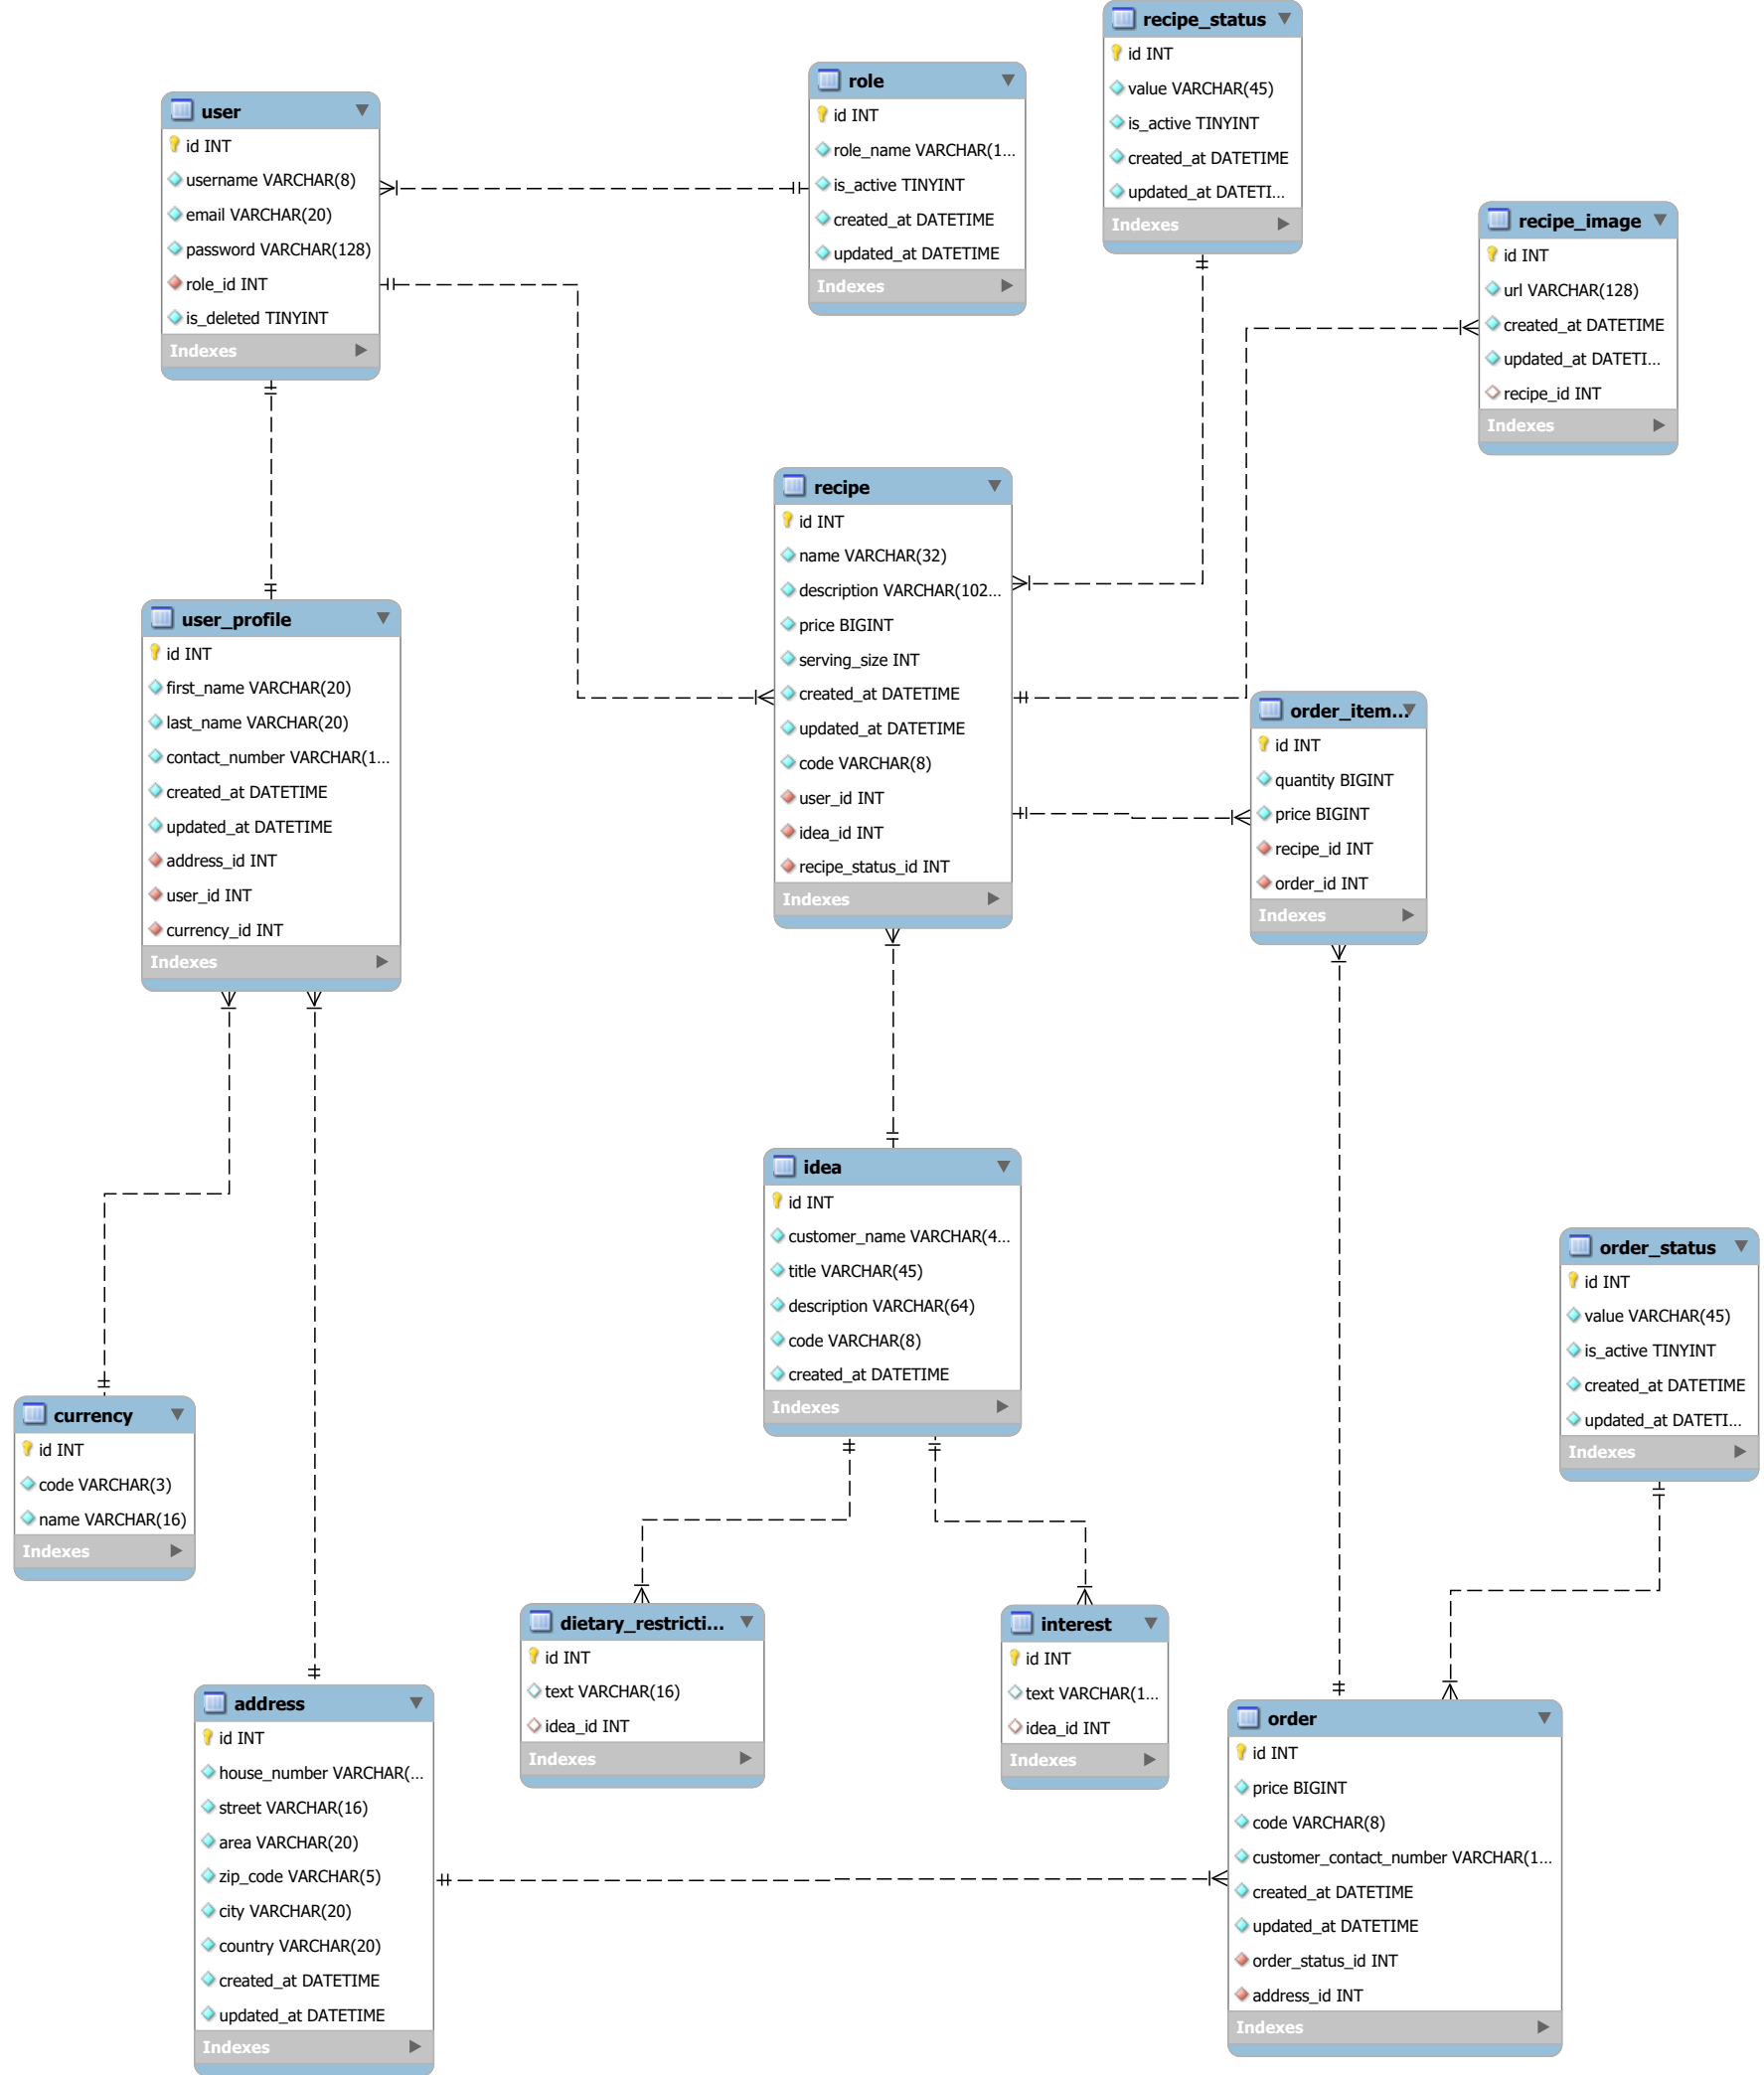 recipe_status
id INT
value VARCHAR(45)
is_active TINYINT
created_at DATETIME
updated_at DATETI...
Indexes
role
id INT
role_name VARCHAR(1...
is_active TINYINT
created_at DATETIME
updated_at DATETIME
Indexes
user
id INT
username VARCHAR(8)
email VARCHAR(20)
password VARCHAR(128)
role_id INT
is_deleted TINYINT
Indexes
recipe_image
id INT
url VARCHAR(128)
created_at DATETIME
updated_at DATETI...
recipe_id INT
Indexes
recipe
id INT
name VARCHAR(32)
description VARCHAR(102...
price BIGINT
serving_size INT
created_at DATETIME
updated_at DATETIME
code VARCHAR(8)
user_id INT
idea_id INT
recipe_status_id INT
Indexes
user_profile
id INT
first_name VARCHAR(20)
last_name VARCHAR(20)
contact_number VARCHAR(1...
created_at DATETIME
updated_at DATETIME
address_id INT
user_id INT
currency_id INT
Indexes
order_item...
id INT
quantity BIGINT
price BIGINT
recipe_id INT
order_id INT
Indexes
idea
id INT
customer_name VARCHAR(4...
title VARCHAR(45)
description VARCHAR(64)
code VARCHAR(8)
created_at DATETIME
Indexes
order_status
id INT
value VARCHAR(45)
is_active TINYINT
created_at DATETIME
updated_at DATETI...
Indexes
currency
id INT
code VARCHAR(3)
name VARCHAR(16)
Indexes
dietary_restricti...
id INT
text VARCHAR(16)
idea_id INT
Indexes
interest
id INT
text VARCHAR(1...
idea_id INT
Indexes
address
id INT
house_number VARCHAR(...
street VARCHAR(16)
area VARCHAR(20)
zip_code VARCHAR(5)
city VARCHAR(20)
country VARCHAR(20)
created_at DATETIME
updated_at DATETIME
Indexes
order
id INT
price BIGINT
code VARCHAR(8)
customer_contact_number VARCHAR(1...
created_at DATETIME
updated_at DATETIME
order_status_id INT
address_id INT
Indexes